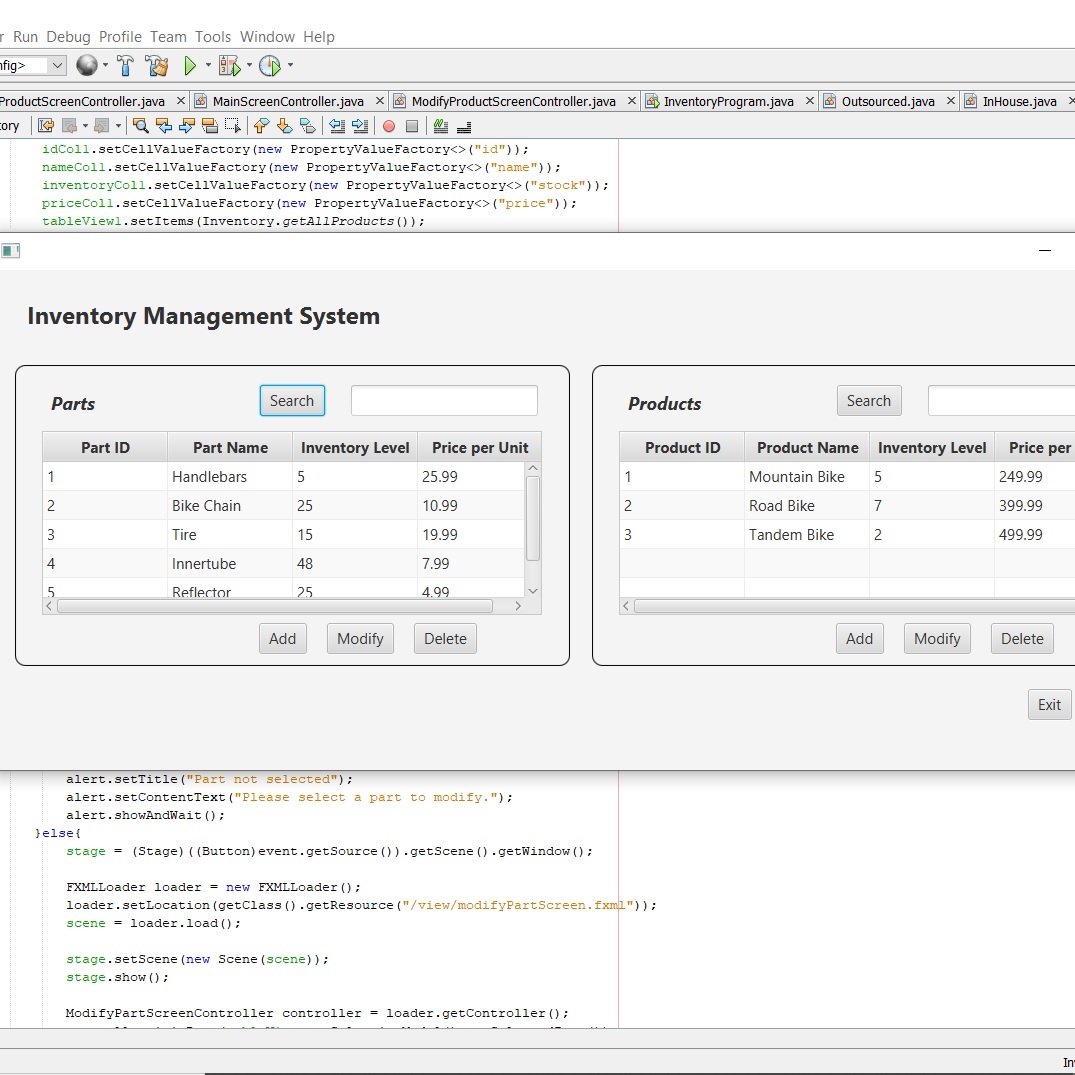 Run Debug Profile Team Tools Window Help
ProductScreenController.java MainScreenController.java ModifyProductScreenController.java InventoryProgram.java Outsourced.java InHouse.java
idCol1.setCellValueFactory(new PropertyValueFactory<>("id"));
nameCol1.setCellValueFactory(new PropertyValueFactory<>("name"));
inventoryCol1.setCellValueFactory(new PropertyValueFactory<>("stock"));
priceCol1.setCellValueFactory(new PropertyValueFactory<>("price"));
tableView1.setItems(Inventory.getAllProducts());
Inventory Management System
Parts Search
Part ID Part Name Inventory Level Price per Unit
1 Handlebars 5 25.99
2 Bike Chain 25 10.99
3 Tire 15 19.99
4 Innertube 48 7.99
5 Reflector 25 4.99
Add Modify Delete
Products Search
Product ID Product Name Inventory Level Price per
1 Mountain Bike 5 249.99
2 Road Bike 7 399.99
3 Tandem Bike 2 499.99
Add Modify Delete
Exit
alert.setTitle("Part not selected");
alert.setContentText("Please select a part to modify.");
alert.showAndWait();
}else{
stage = (Stage)((Button)event.getSource()).getScene().getWindow();
FXMLLoader loader = new FXMLLoader();
loader.setLocation(getClass().getResource("/view/modifyPartScreen.fxml"));
scene = loader.load();
stage.setScene(new Scene(scene));
stage.show();
ModifyPartScreenController controller = loader.getController();